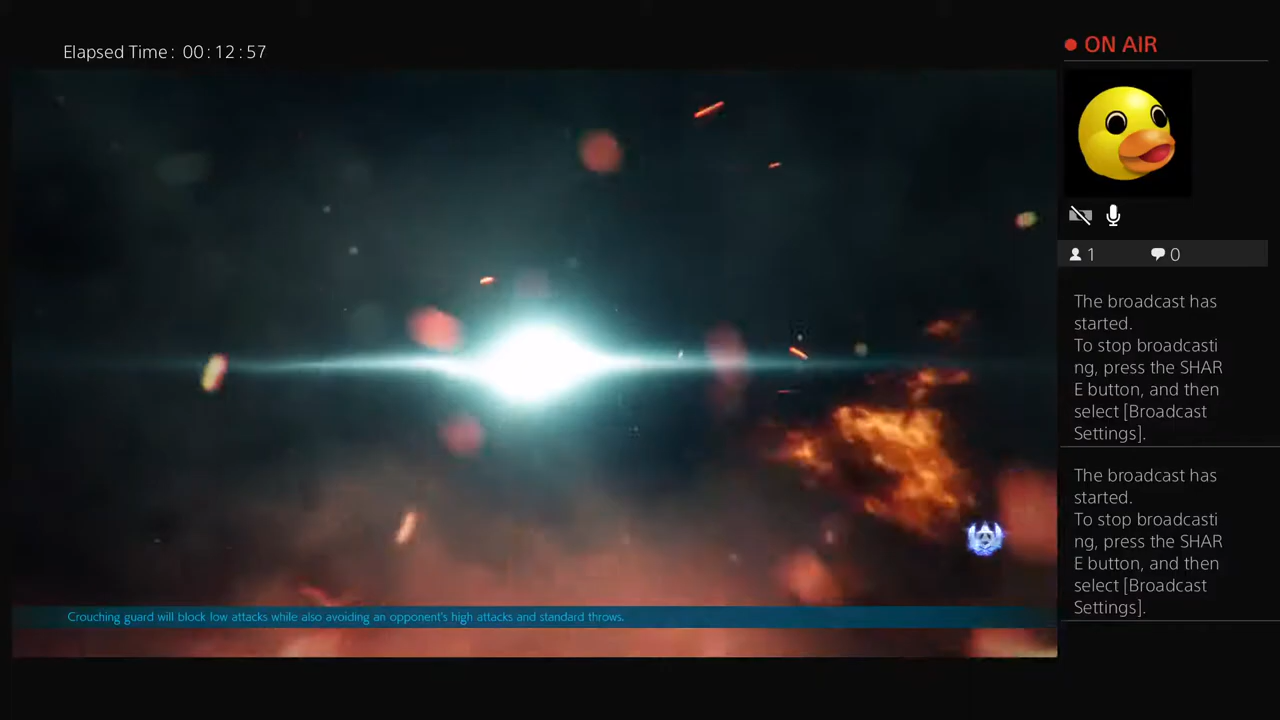 Elapsed Time: 00:12:57
ON AIR
1
0
The broadcast has
started.
To stop broadcasti
ng, press the SHAR
E button, and then
select [Broadcast
Settings].
The broadcast has
started.
To stop broadcasti
ng, press the SHAR
E button, and then
select [Broadcast
Settings].
Crouching guard will block low attacks while also avoiding an opponent's high attacks and standard throws.